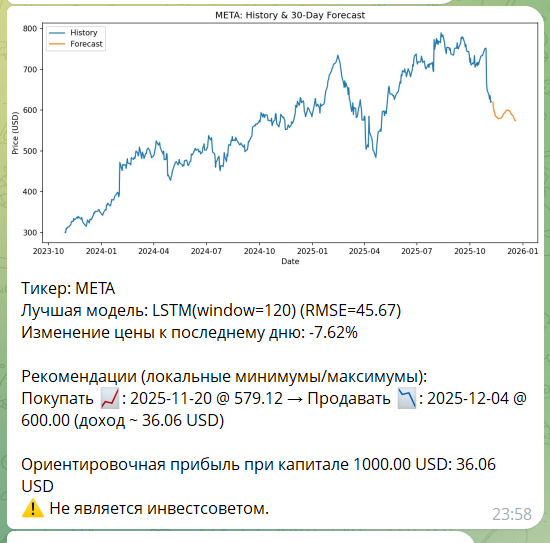 META: History & 30-Day Forecast
History
Forecast
Price (USD)
800
700
600
500
400
300
2023-10 2024-01 2024-04 2024-07 2024-10 2025-01 2025-04 2025-07 2025-10 2026-01
Date
Тикер: META
Лучшая модель: LSTM(window=120) (RMSE=45.67)
Изменение цены к последнему дню: -7.62%
Рекомендации (локальные минимумы/максимумы):
Покупать 📈: 2025-11-20 @ 579.12 → Продавать 📉: 2025-12-04 @
600.00 (доход ~ 36.06 USD)
Ориентировочная прибыль при капитале 1000.00 USD: 36.06
USD
⚠️ Не является инвестсоветом.
23:58